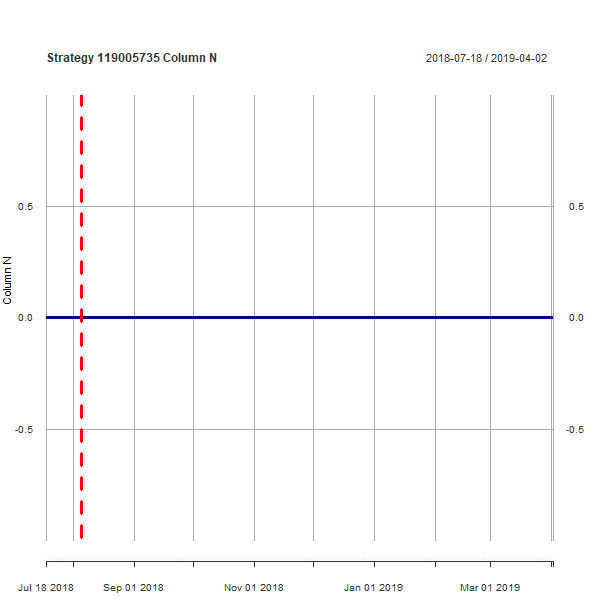 Strategy 119005735 Column N
2018-07-18 / 2019-04-02
0.5
0.5
Column N
0.0
0.0
-0.5
-0.5
Jul 18 2018
Sep 01 2018
Nov 01 2018
Jan 01 2019
Mar 01 2019